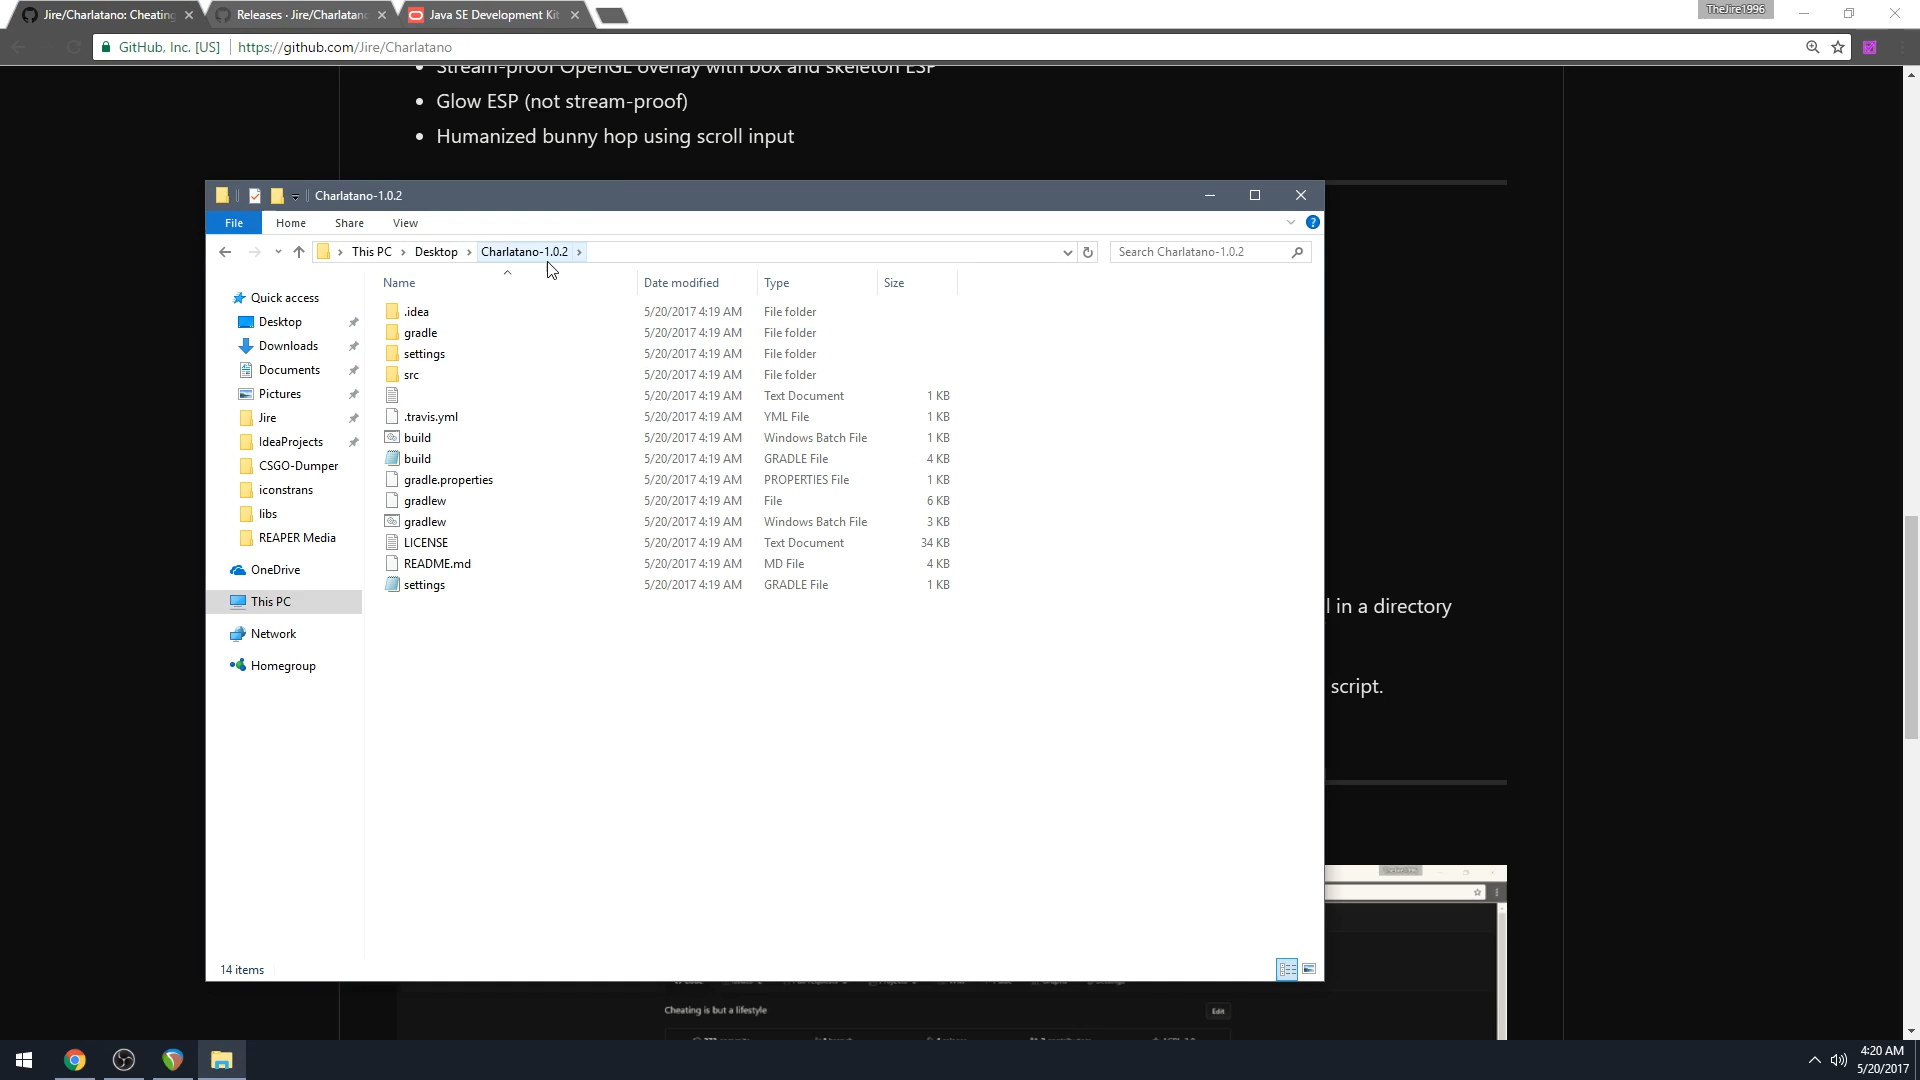 Jire/Charlatano: Cheating
Releases · Jire/Charlatano
Java SE Development Kit
TheJire1996
GitHub, Inc. [US]
https://github.com/Jire/Charlatano
Stream-proof OpenGL overlay with box and skeleton ESP
Glow ESP (not stream-proof)
Humanized bunny hop using scroll input
Charlatano-1.0.2
File Home Share View
This PC Desktop Charlatano-1.0.2
Search Charlatano-1.0.2
Name Date modified Type Size
Quick access
Desktop
Downloads
Documents
Pictures
Jire
IdeaProjects
CSGO-Dumper
iconstrans
libs
REAPER Media
OneDrive
This PC
Network
Homegroup
.idea 5/20/2017 4:19 AM File folder
gradle 5/20/2017 4:19 AM File folder
settings 5/20/2017 4:19 AM File folder
src 5/20/2017 4:19 AM File folder
5/20/2017 4:19 AM Text Document 1 KB
.travis.yml 5/20/2017 4:19 AM YML File 1 KB
build 5/20/2017 4:19 AM Windows Batch File 1 KB
build 5/20/2017 4:19 AM GRADLE File 4 KB
gradle.properties 5/20/2017 4:19 AM PROPERTIES File 1 KB
gradlew 5/20/2017 4:19 AM File 6 KB
gradlew 5/20/2017 4:19 AM Windows Batch File 3 KB
LICENSE 5/20/2017 4:19 AM Text Document 34 KB
README.md 5/20/2017 4:19 AM MD File 4 KB
settings 5/20/2017 4:19 AM GRADLE File 1 KB
l in a directory
script.
14 items
Cheating is but a lifestyle
Edit
4:20 AM
5/20/2017